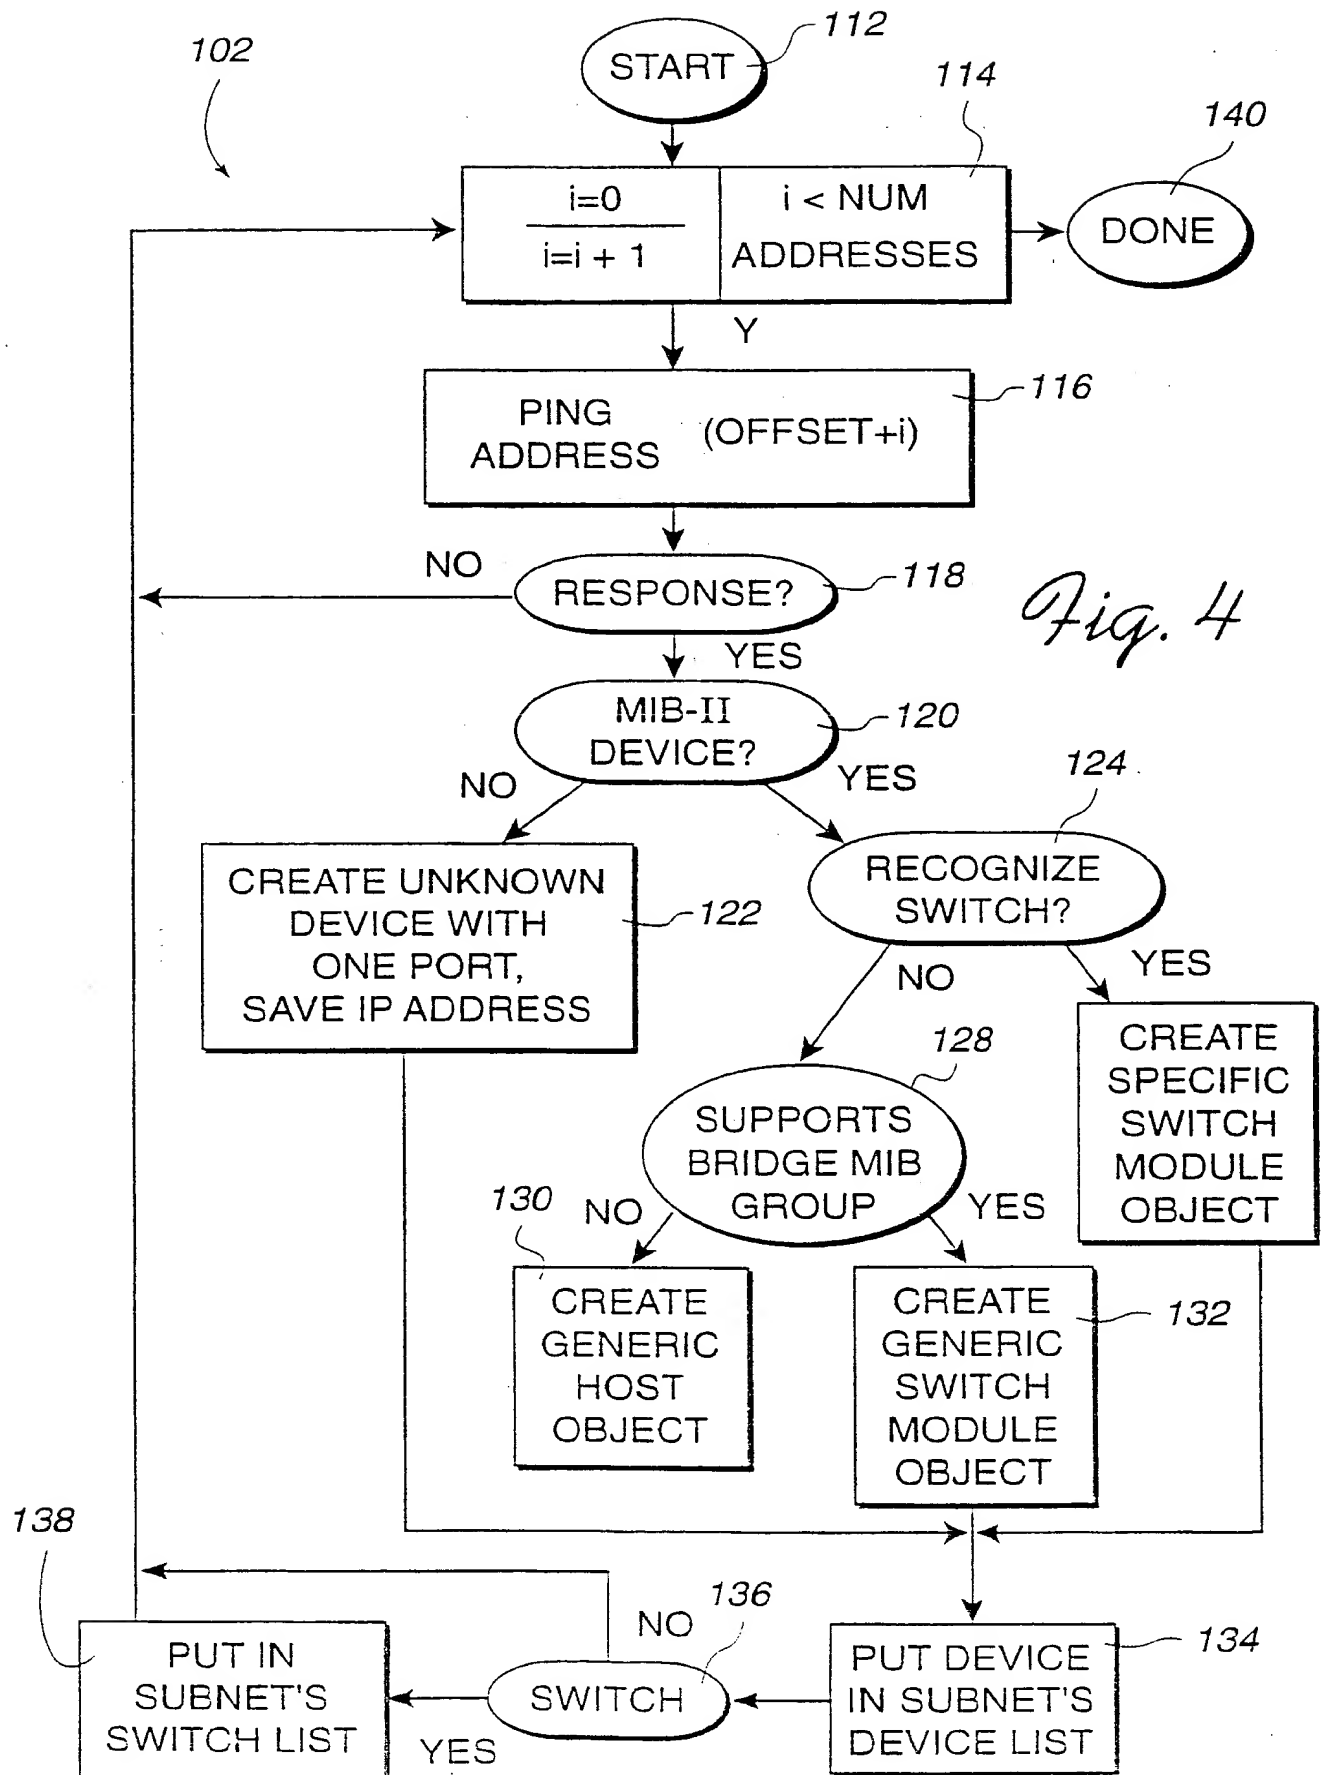 112
102
START
114
140
i=0
i=i + 1
i < NUM
ADDRESSES
DONE
Y
116
PING
ADDRESS
(OFFSET+i)
NO
RESPONSE?
118
Fig. 4
YES
MIB-II
DEVICE?
120
NO
YES
124
CREATE UNKNOWN
DEVICE WITH
ONE PORT,
SAVE IP ADDRESS
122
RECOGNIZE
SWITCH?
NO
YES
128
CREATE
SPECIFIC
SWITCH
MODULE
OBJECT
SUPPORTS
BRIDGE MIB
GROUP
130
NO
YES
CREATE
GENERIC
HOST
OBJECT
CREATE
GENERIC
SWITCH
MODULE
OBJECT
132
138
136
NO
134
PUT IN
SUBNET'S
SWITCH LIST
YES
SWITCH
PUT DEVICE
IN SUBNET'S
DEVICE LIST